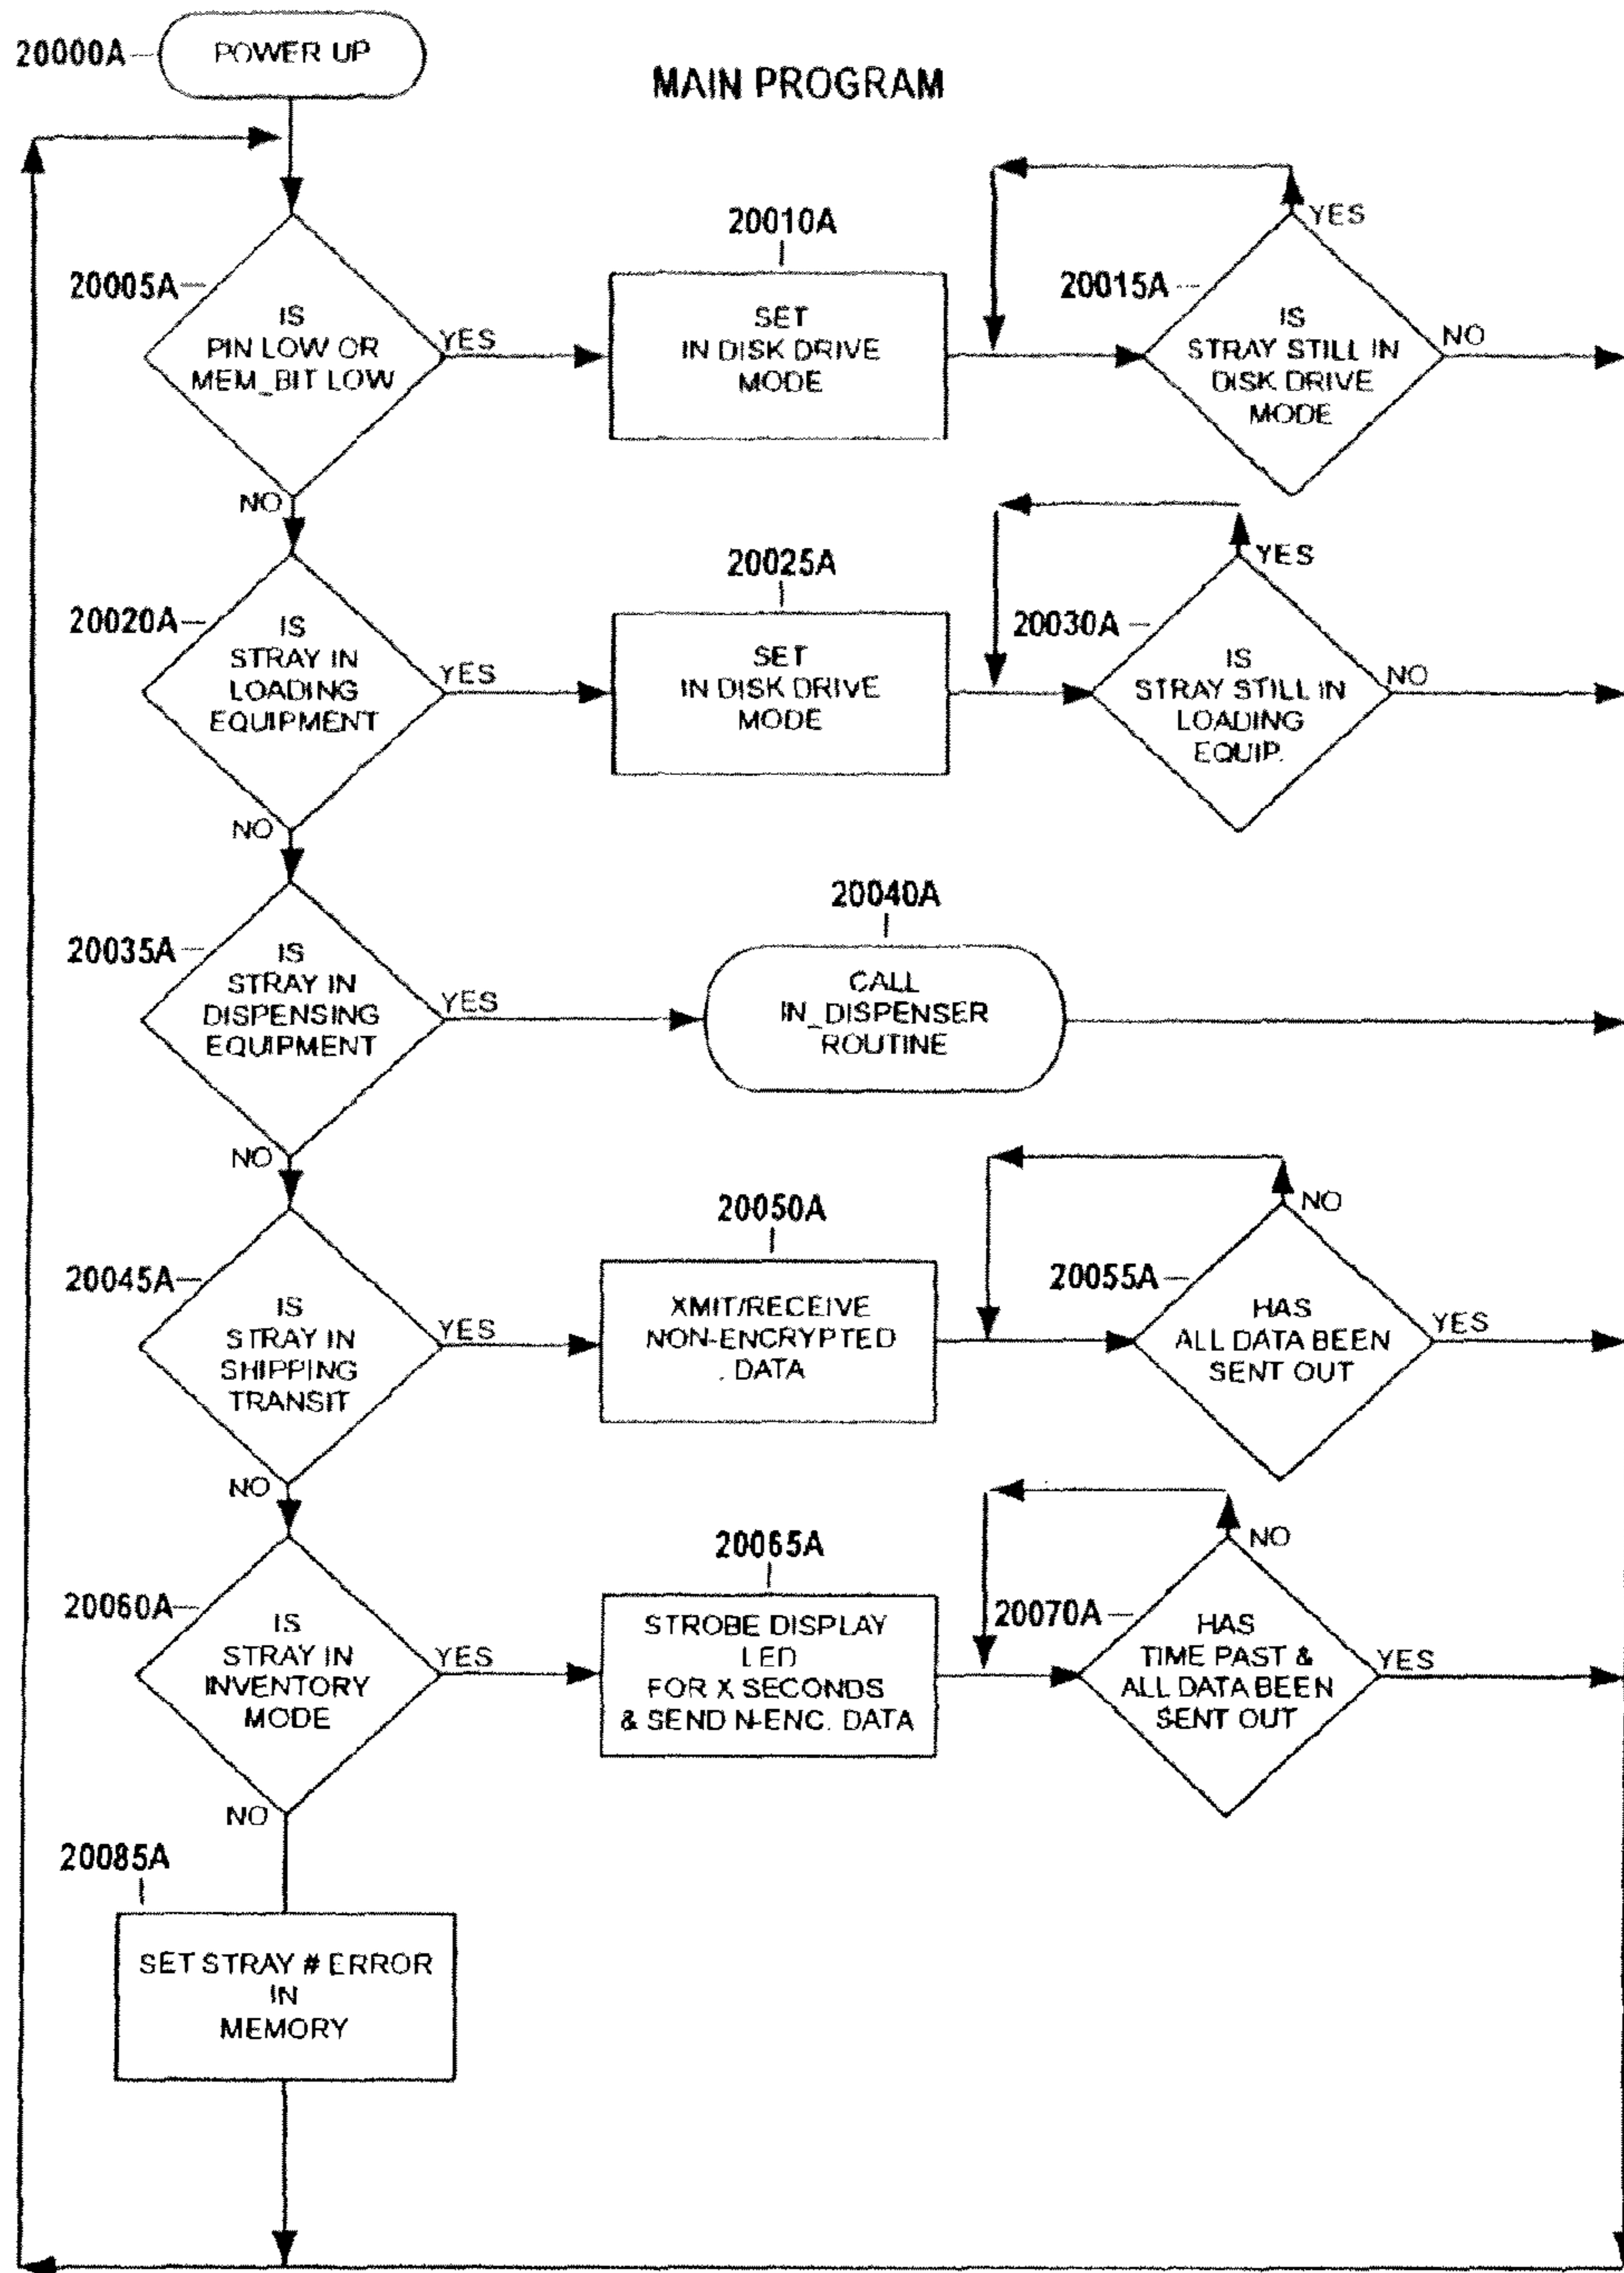 20000A
POWER UP
MAIN PROGRAM
20005A
IS
PIN LOW OR
MEM_BIT LOW
YES
NO
20010A
SET
IN DISK DRIVE
MODE
20015A
IS
STRAY STILL IN
DISK DRIVE
MODE
YES
NO
20020A
IS
STRAY IN
LOADING
EQUIPMENT
YES
NO
20025A
SET
IN DISK DRIVE
MODE
20030A
IS
STRAY STILL IN
LOADING
EQUIP.
YES
NO
20035A
IS
STRAY IN
DISPENSING
EQUIPMENT
YES
NO
20040A
CALL
IN_DISPENSER
ROUTINE
20045A
IS
STRAY IN
SHIPPING
TRANSIT
YES
NO
20050A
XMIT/RECEIVE
NON-ENCRYPTED
. DATA
20055A
HAS
ALL DATA BEEN
SENT OUT
NO
YES
20060A
IS
STRAY IN
INVENTORY
MODE
YES
NO
20065A
STROBE DISPLAY
LED
FOR X SECONDS
& SEND N-ENC. DATA
20070A
HAS
TIME PAST &
ALL DATA BEEN
SENT OUT
NO
YES
20085A
SET STRAY # ERROR
IN
MEMORY